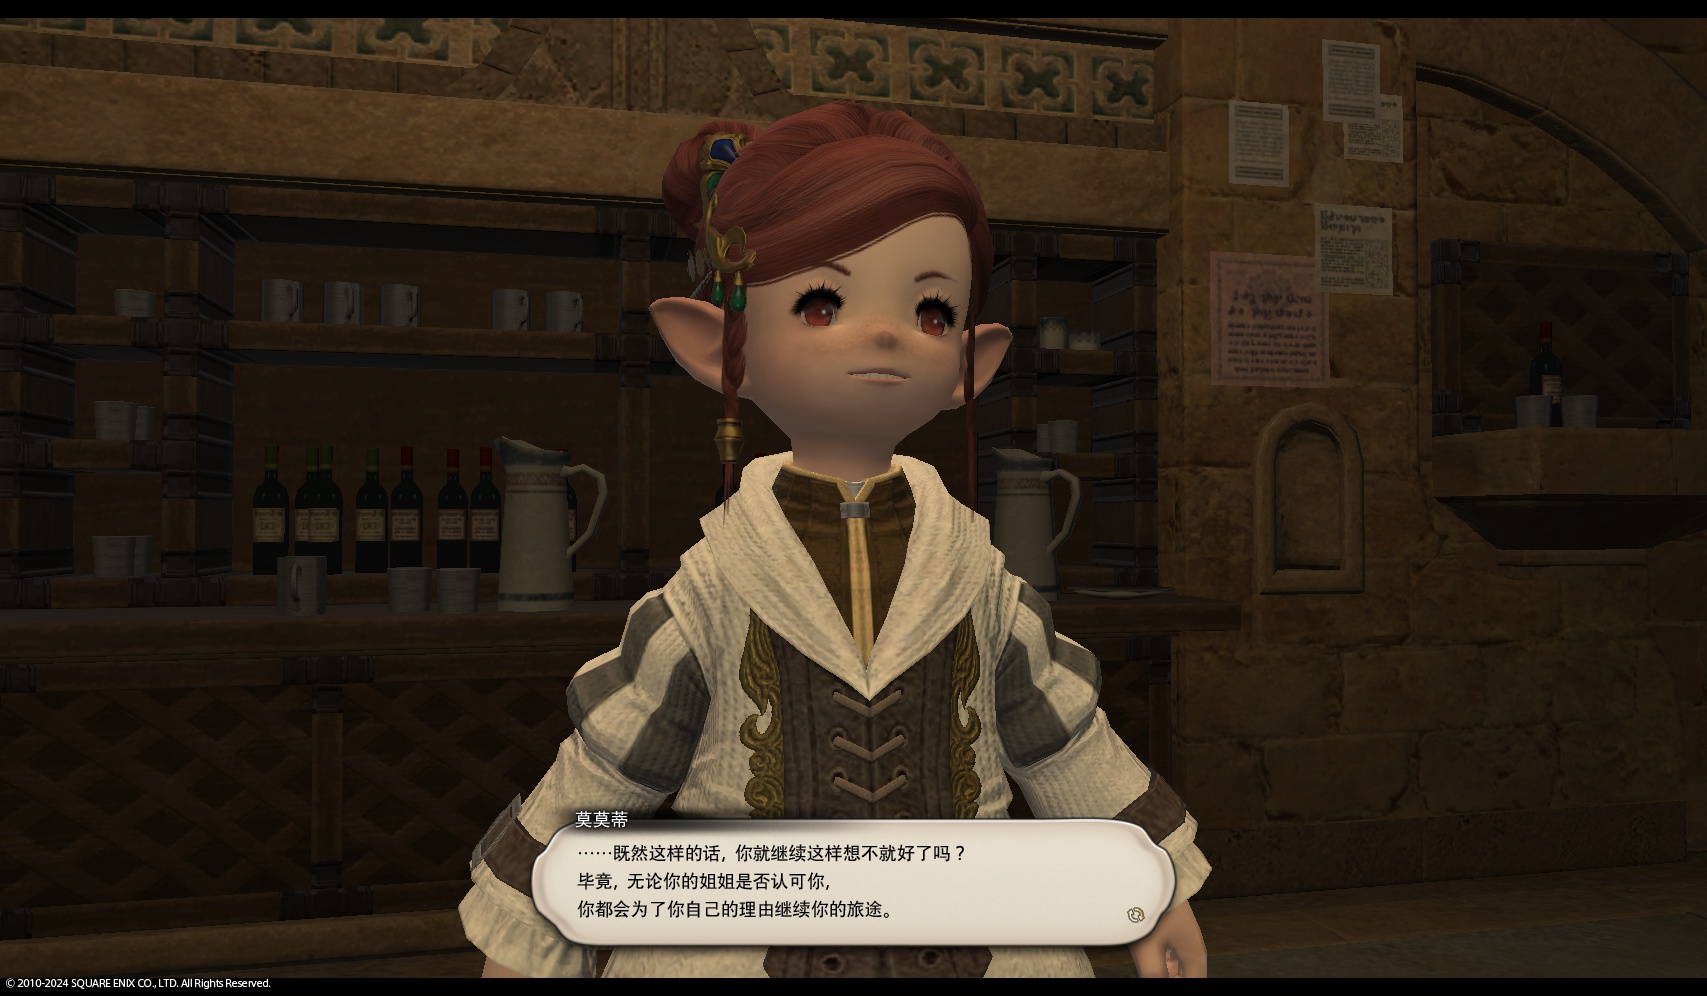 莫莫蒂
……既然这样的话，你就继续这样想不就好了吗？
毕竟，无论你的姐姐是否认可你，
你都会为了你自己的理由继续你的旅途。
© 2010-2024 SQUARE ENIX CO., LTD. All Rights Reserved.